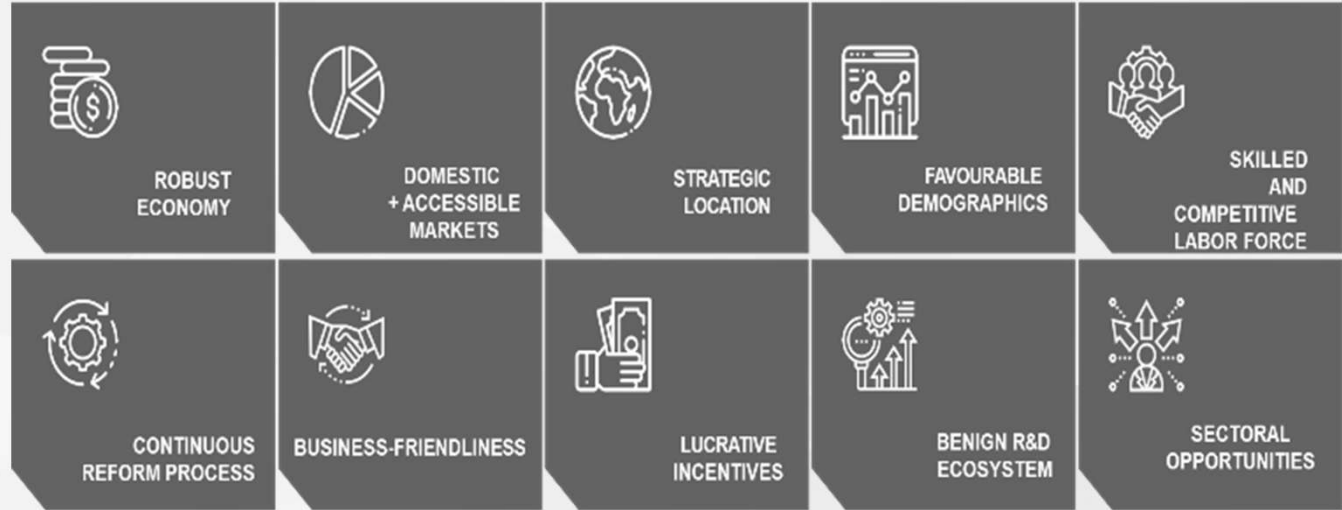 ROBUST
ECONOMY
DOMESTIC
+ ACCESSIBLE
MARKETS
STRATEGIC
LOCATION
FAVOURABLE
DEMOGRAPHICS
SKILLED
AND
COMPETITIVE
LABOR FORCE
CONTINUOUS
REFORM PROCESS
BUSINESS-FRIENDLINESS
LUCRATIVE
INCENTIVES
BENIGN R&D
ECOSYSTEM
SECTORAL
OPPORTUNITIES